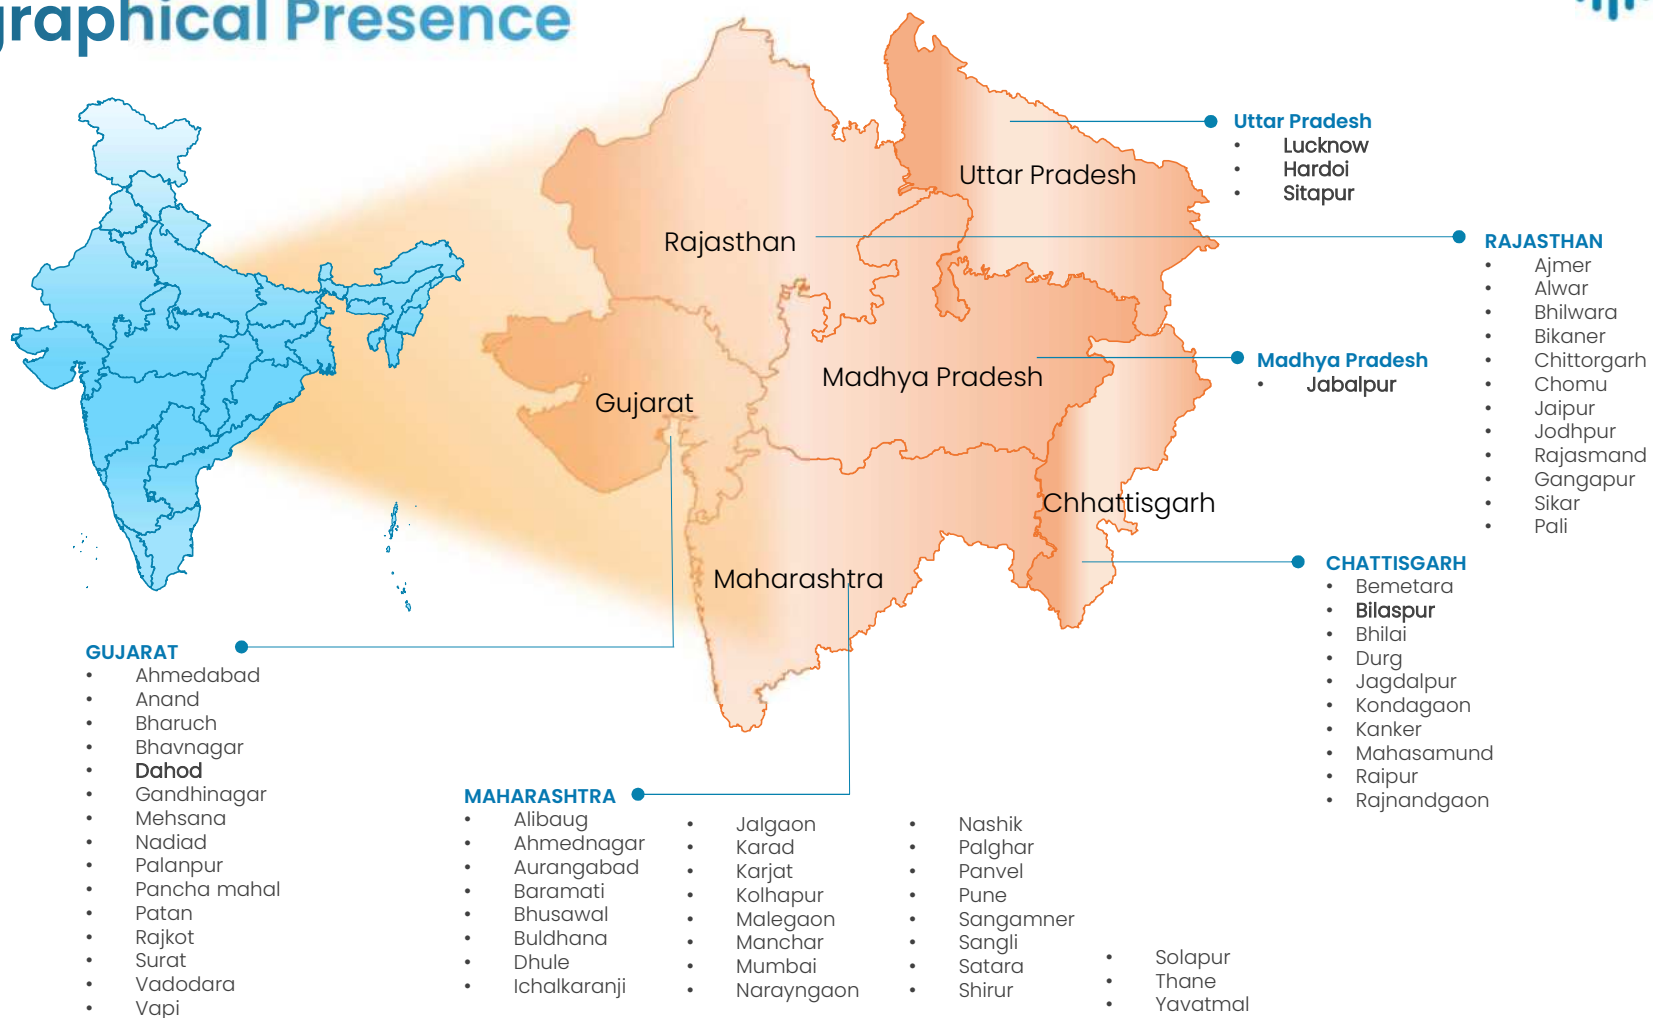 graphical Presence
Uttar Pradesh
Rajasthan
Gujarat
Madhya Pradesh
Chhattisgarh
Maharashtra
Uttar Pradesh
• Lucknow
• Hardoi
• Sitapur
RAJASTHAN
• Ajmer
• Alwar
• Bhilwara
• Bikaner
• Chittorgarh
• Chomu
• Jaipur
• Jodhpur
• Rajasmand
• Gangapur
• Sikar
• Pali
Madhya Pradesh
• Jabalpur
CHATTISGARH
• Bemetara
• Bilaspur
• Bhilai
• Durg
• Jagdalpur
• Kondagaon
• Kanker
• Mahasamund
• Raipur
• Rajnandgaon
GUJARAT
• Ahmedabad
• Anand
• Bharuch
• Bhavnagar
• Dahod
• Gandhinagar
• Mehsana
• Nadiad
• Palanpur
• Pancha mahal
• Patan
• Rajkot
• Surat
• Vadodara
• Vapi
MAHARASHTRA
• Alibaug
• Ahmednagar
• Aurangabad
• Baramati
• Bhusawal
• Buldhana
• Dhule
• Ichalkaranji
• Jalgaon
• Karad
• Karjat
• Kolhapur
• Malegaon
• Manchar
• Mumbai
• Narayngaon
• Nashik
• Palghar
• Panvel
• Pune
• Sangamner
• Sangli
• Satara
• Shirur
• Solapur
• Thane
• Yavatmal